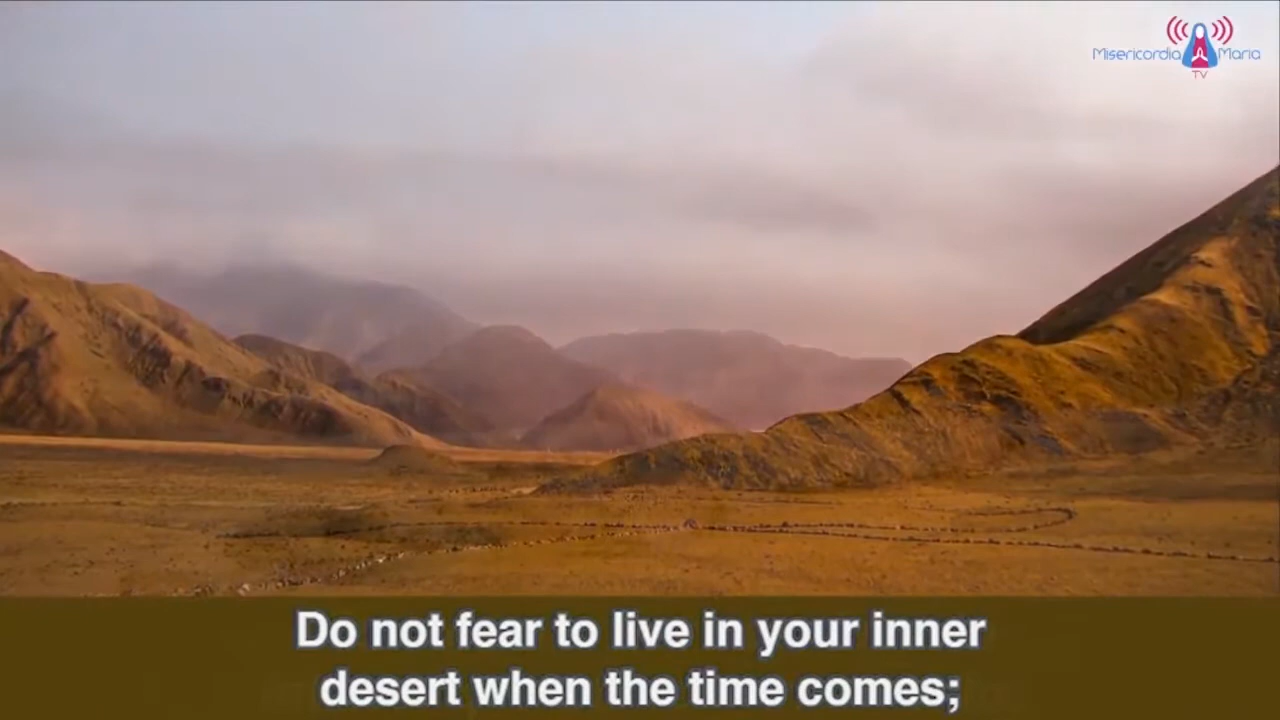 Misericordia Maria
TV
Do not fear to live in your inner
desert when the time comes;